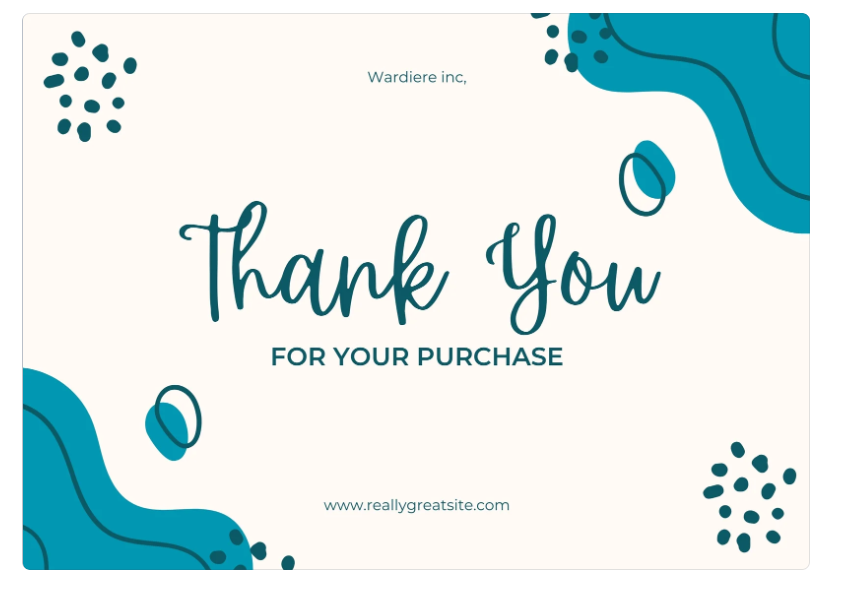 Wardiere inc,
Thank You
FOR YOUR PURCHASE
www.reallygreatsite.com